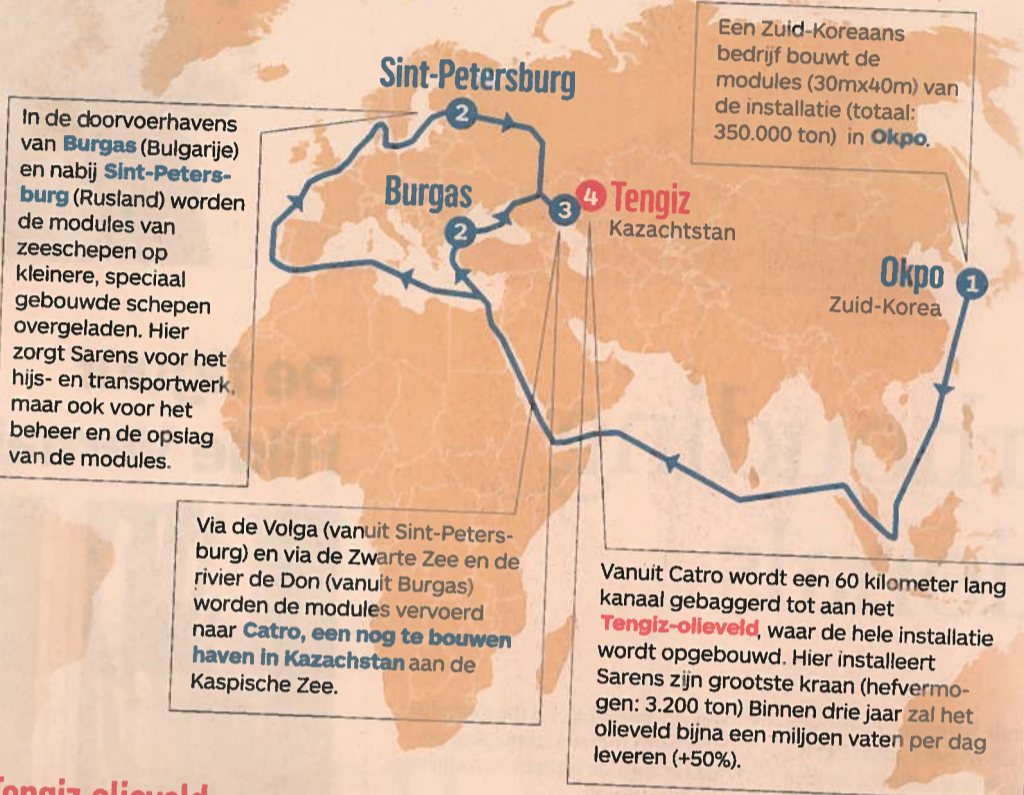 Een Zuid-Koreaans
bedrijf bouwt de
modules (30mx40m) van
de installatie (totaal:
350.000 ton) in Okpo.
Sint-Petersburg
2
In de doorvoerhavens
van Burgas (Bulgarije)
en nabij Sint-Peters-
burg (Rusland) worden
de modules van
zeeschepen op
kleinere, speciaal
gebouwde schepen
overgeladen. Hier
zorgt Sarens voor het
hijs- en transportwerk,
maar ook voor het
beheer en de opslag
van de modules.
Burgas
2
3
4 Tengiz
Kazachtstan
Okpo 1
Zuid-Korea
Via de Volga (vanuit Sint-Peters-
burg) en via de Zwarte Zee en de
rivier de Don (vanuit Burgas)
worden de modules vervoerd
naar Catro, een nog te bouwen
haven in Kazachstan aan de
Kaspische Zee.
Vanuit Catro wordt een 60 kilometer lang
kanaal gebaggerd tot aan het
Tengiz-olieveld, waar de hele installatie
wordt opgebouwd. Hier installeert
Sarens zijn grootste kraan (hefvermo-
gen: 3.200 ton) Binnen drie jaar zal het
olieveld bijna een miljoen vaten per dag
leveren (+50%).
Tengiz-olieveld